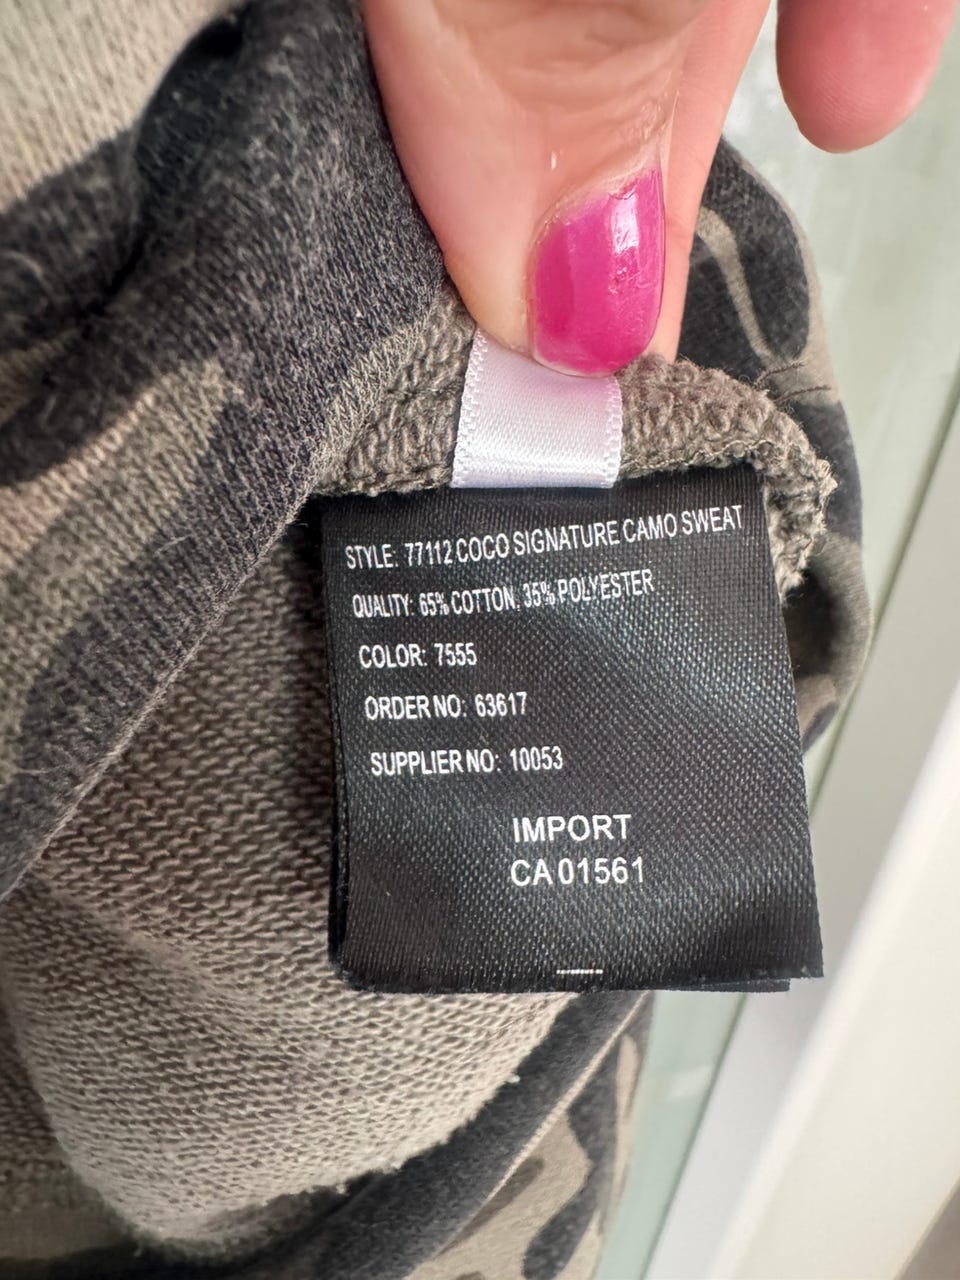 STYLE: 77112 COCO SIGNATURE CAMO SWEAT
QUALITY: 65% COTTON, 35% POLYESTER
COLOR: 7555
ORDER NO: 63617
SUPPLIER NO: 10053
IMPORT
CA 01561